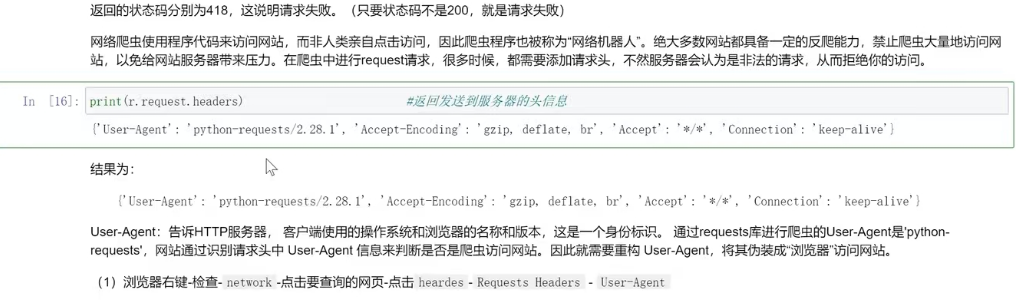 返回的状态码分别为418，这说明请求失败。（只要状态码不是200，就是请求失败）
网络爬虫使用程序代码来访问网站，而非人类亲自点击访问，因此爬虫程序也被称为“网络机器人”。绝大多数网站都具备一定的反爬能力，禁止爬虫大量地访问网
站，以免给网站服务器带来压力。在爬虫中进行request请求，很多时候，都需要添加请求头，不然服务器会认为是非法的请求，从而拒绝你的访问。
In [16]: print(r.request.headers) #返回发送到服务器的头信息
{'User-Agent': 'python-requests/2.28.1', 'Accept-Encoding': 'gzip, deflate, br', 'Accept': '*/*', 'Connection': 'keep-alive'}
结果为：
{'User-Agent': 'python-requests/2.28.1', 'Accept-Encoding': 'gzip, deflate, br', 'Accept': '*/*', 'Connection': 'keep-alive'}
User-Agent：告诉HTTP服务器， 客户端使用的操作系统和浏览器的名称和版本，这是一个身份标识。 通过requests库进行爬虫的User-Agent是'python-
requests'，网站通过识别请求头中 User-Agent 信息来判断是否是爬虫访问网站。因此就需要重构 User-Agent，将其伪装成“浏览器”访问网站。
（1）浏览器右键-检查- network -点击要查询的网页-点击 heardes - Requests Headers - User-Agent